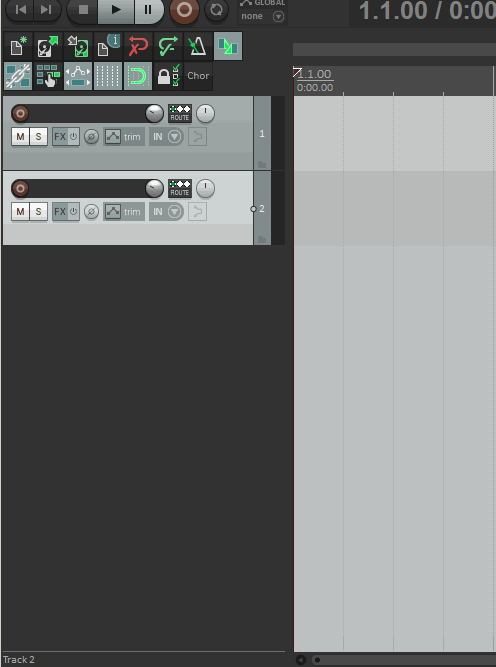 GLOBAL
none
1.1.00 / 0:00
Chor
1.1.00
0:00.00
ROUTE
1
M S FX trim IN
ROUTE
2
M S FX trim IN
Track 2